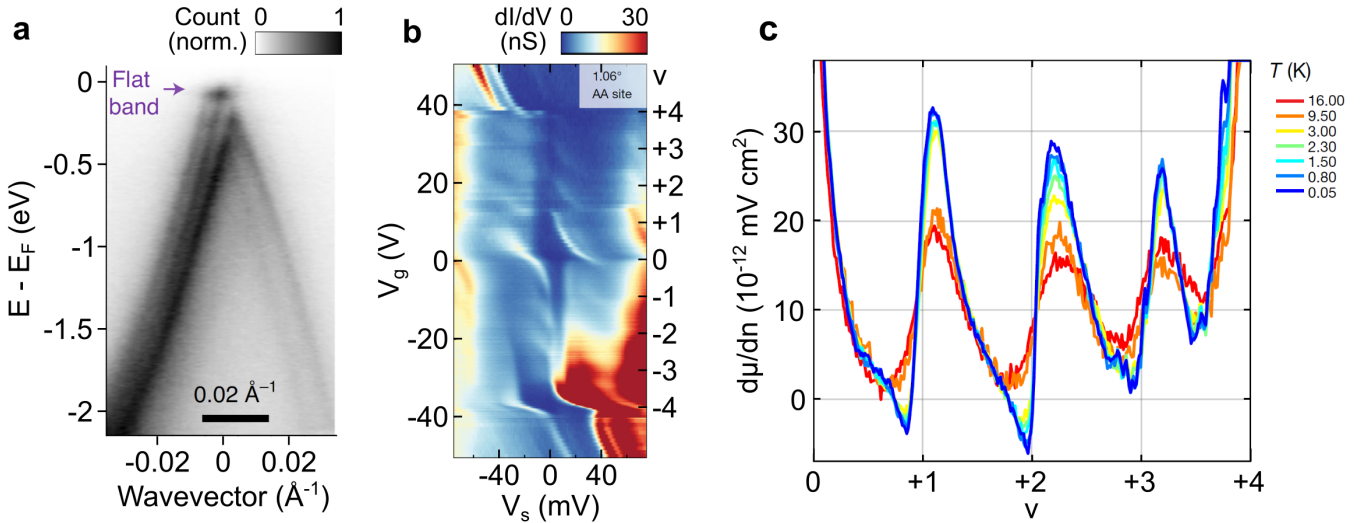 a
Count (norm.)
0 1
Flat band
E - E_F (eV)
0
-0.5
-1
-1.5
-2
0.02 Å⁻¹
-0.02 0 0.02
Wavevector (Å⁻¹)
b
dI/dV (nS)
0 30
1.06°
AA site
ν
V_g (V)
40
20
0
-20
-40
+4
+3
+2
+1
0
-1
-2
-3
-4
-40 0 40
V_s (mV)
c
dμ/dn (10⁻¹² mV cm²)
30
20
10
0
0 +1 +2 +3 +4
ν
T (K)
16.00
9.50
3.00
2.30
1.50
0.80
0.05